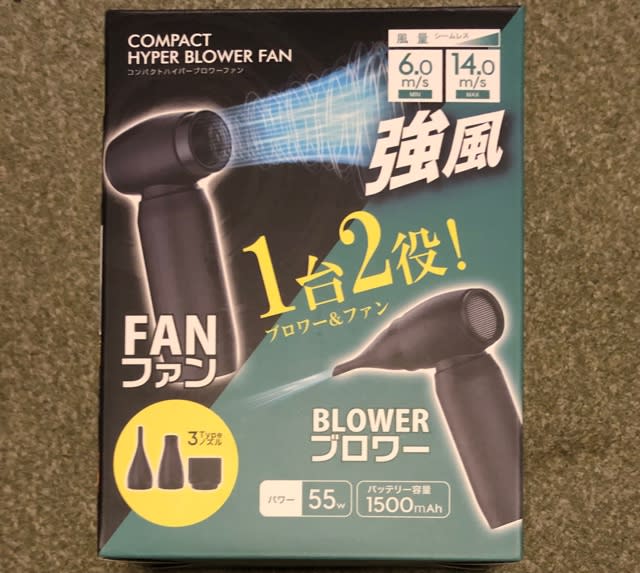 COMPACT
HYPER BLOWER FAN
コンパクトハイパーブロワーファン
風量 シームレス
6.0 m/s MIN
14.0 m/s MAX
強風
1台2役!
ブロワー&ファン
FAN
ファン
3Type
ノズル
BLOWER
ブロワー
パワー 55w
バッテリー容量
1500mAh